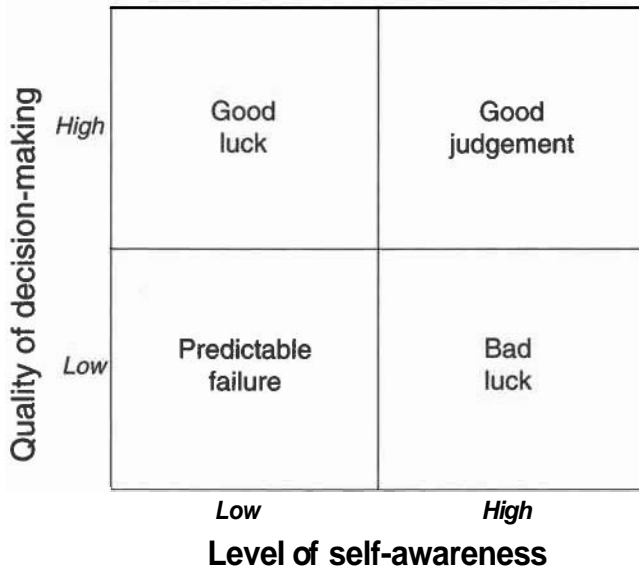 Quality of decision-making
High
Good
luck
Good
judgement
Low
Predictable
failure
Bad
luck
Low
High
Level of self-awareness